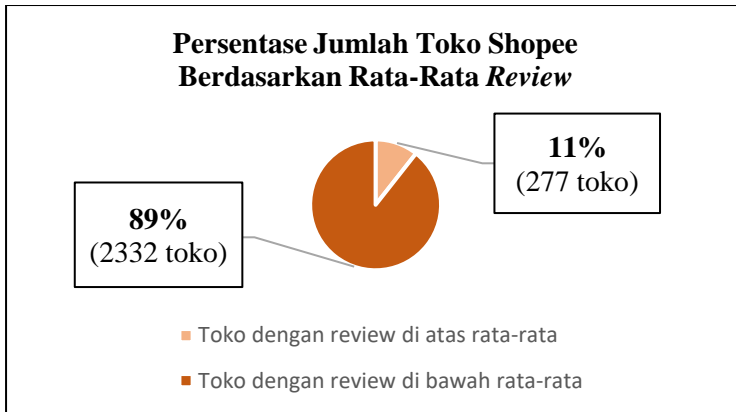 Persentase Jumlah Toko Shopee
Berdasarkan Rata-Rata Review
11%
(277 toko)
89%
(2332 toko)
Toko dengan review di atas rata-rata
Toko dengan review di bawah rata-rata